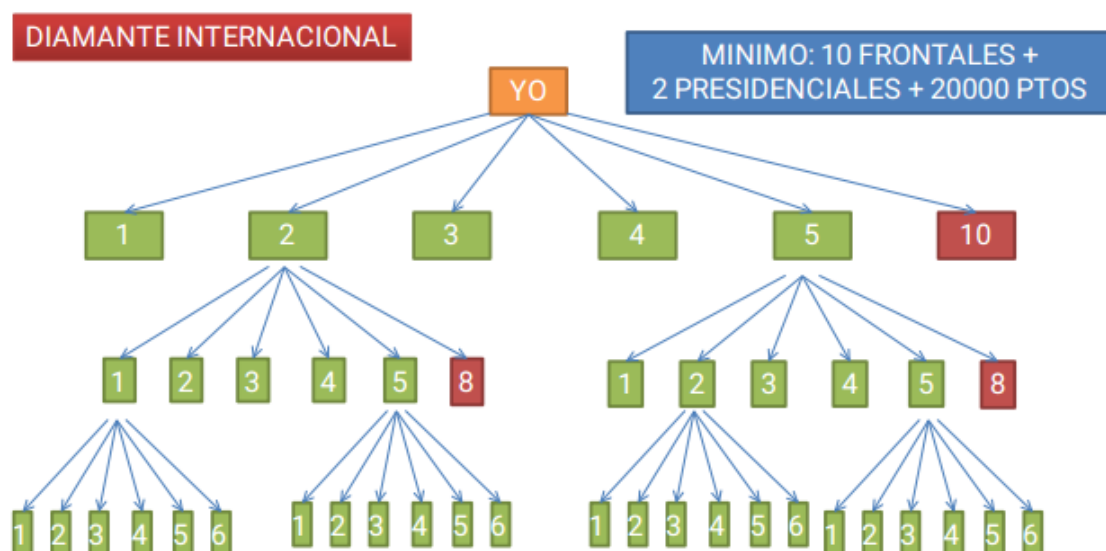 DIAMANTE INTERNACIONAL
MINIMO: 10 FRONTALES +
2 PRESIDENCIALES + 20000 PTOS
YO
1 2 3 4 5 10
1 2 3 4 5 8 1 2 3 4 5 8
1 2 3 4 5 6 1 2 3 4 5 6 1 2 3 4 5 6 1 2 3 4 5 6